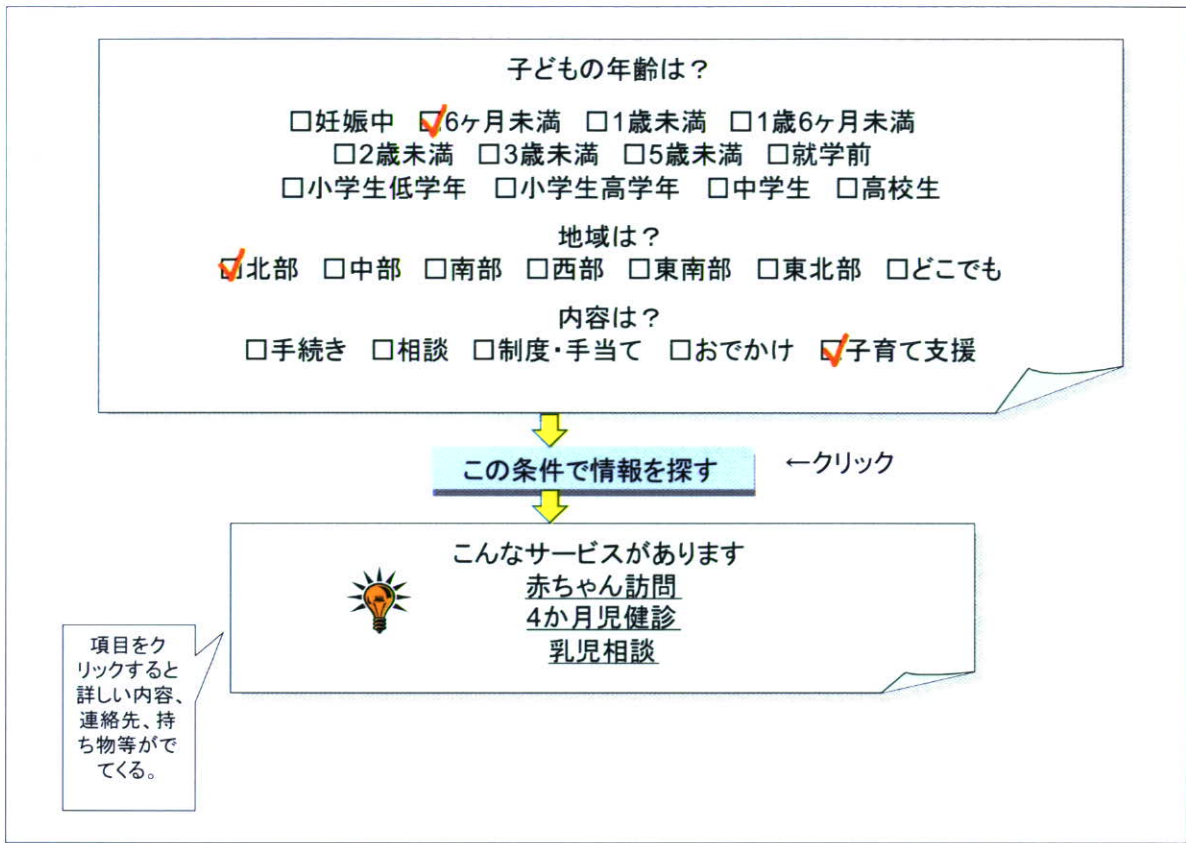 子どもの年齢は？
□妊娠中 ☑6ヶ月未満 □1歳未満 □1歳6ヶ月未満
□2歳未満 □3歳未満 □5歳未満 □就学前
□小学生低学年 □小学生高学年 □中学生 □高校生
地域は？
☑北部 □中部 □南部 □西部 □東南部 □東北部 □どこでも
内容は？
□手続き □相談 □制度・手当て □おでかけ ☑子育て支援
この条件で情報を探す ←クリック
こんなサービスがあります
赤ちゃん訪問
4か月児健診
乳児相談
項目をク
リックすると
詳しい内容、
連絡先、持
ち物等がで
てくる。